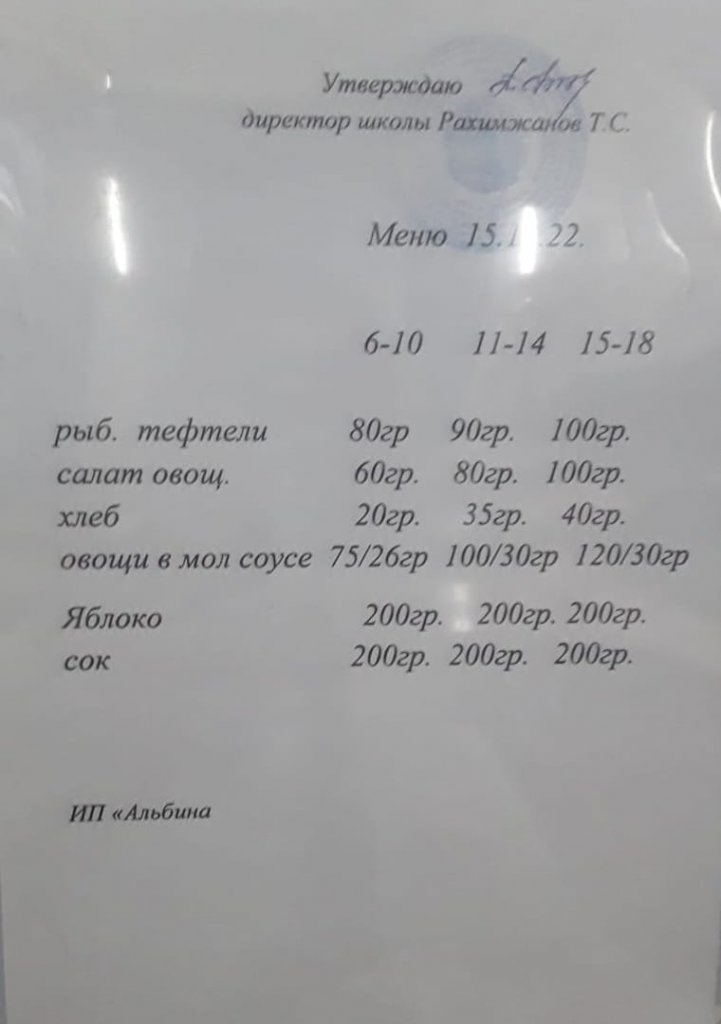 Утверждаю
директор школы Рахимжанов Т.С.
Меню
6-10 11-14 15-18
рыб. тефтели 80гр 90гр. 100гр.
салат овощ. 60гр. 80гр. 100гр.
хлеб 20гр. 35гр. 40гр.
овощи в мол соусе 75/26гр 100/30гр 120/30гр
Яблоко 200гр. 200гр. 200гр.
сок 200гр. 200гр. 200гр.
ИП «Альбина